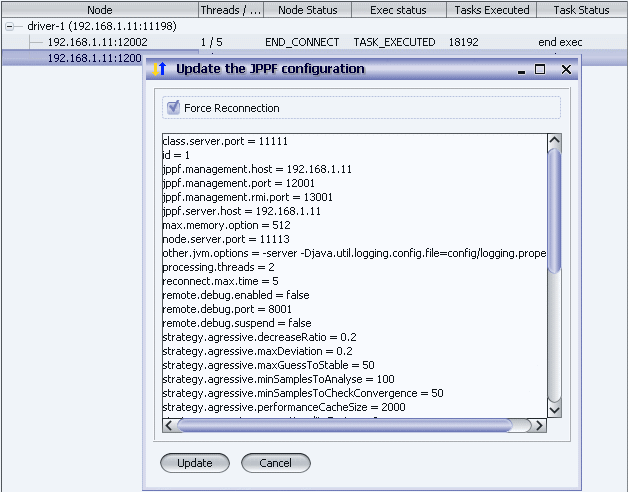 Node Threads / ... Node Status Exec status Tasks Executed Task Status
driver-1 (192.168.1.11:11198)
192.168.1.11:12002 1 / 5 END_CONNECT TASK_EXECUTED 18192 end exec
192.168.1.11:1200
Update the JPPF configuration
Force Reconnection
class.server.port = 11111
id = 1
jppf.management.host = 192.168.1.11
jppf.management.port = 12001
jppf.management.rmi.port = 13001
jppf.server.host = 192.168.1.11
max.memory.option = 512
node.server.port = 11113
other.jvm.options = -server -Djava.util.logging.config.file=config/logging.prope
processing.threads = 2
reconnect.max.time = 5
remote.debug.enabled = false
remote.debug.port = 8001
remote.debug.suspend = false
strategy.agressive.decreaseRatio = 0.2
strategy.agressive.maxDeviation = 0.2
strategy.agressive.maxGuessToStable = 50
strategy.agressive.minSamplesToAnalyse = 100
strategy.agressive.minSamplesToCheckConvergence = 50
strategy.agressive.performanceCacheSize = 2000
Update Cancel